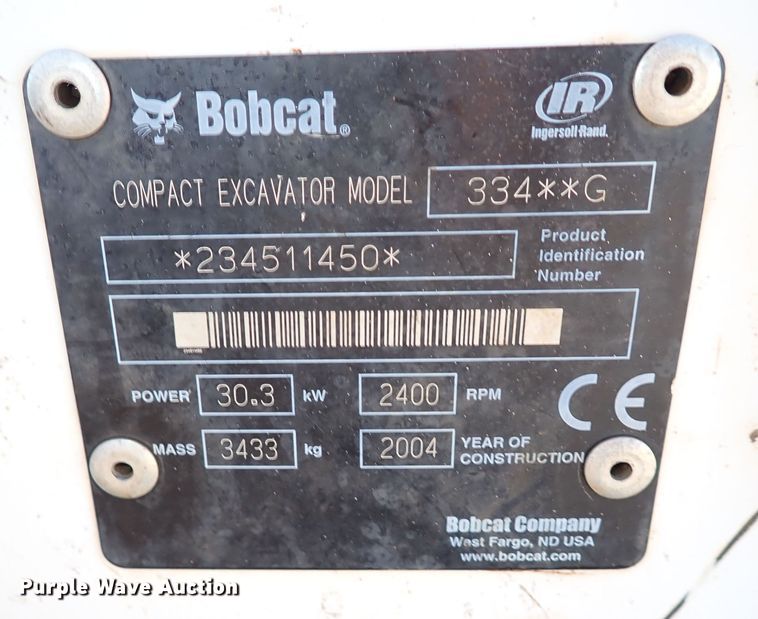 Bobcat®
IR
Ingersoll-Rand
COMPACT EXCAVATOR MODEL 334**G
*234511450*
Product
Identification
Number
POWER 30.3 kW 2400 RPM
MASS 3433 kg 2004 YEAR OF
CONSTRUCTION
CE
Bobcat Company
West Fargo, ND USA
www.bobcat.com
Purple Wave Auction